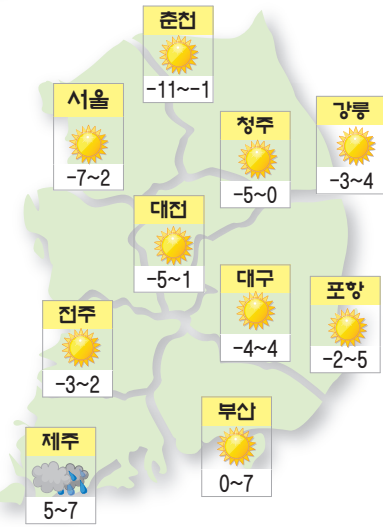 춘천
-11~-1
서울
-7~2
청주
-5~0
강릉
-3~4
대전
-5~1
대구
-4~4
포항
-2~5
전주
-3~2
부산
0~7
제주
5~7